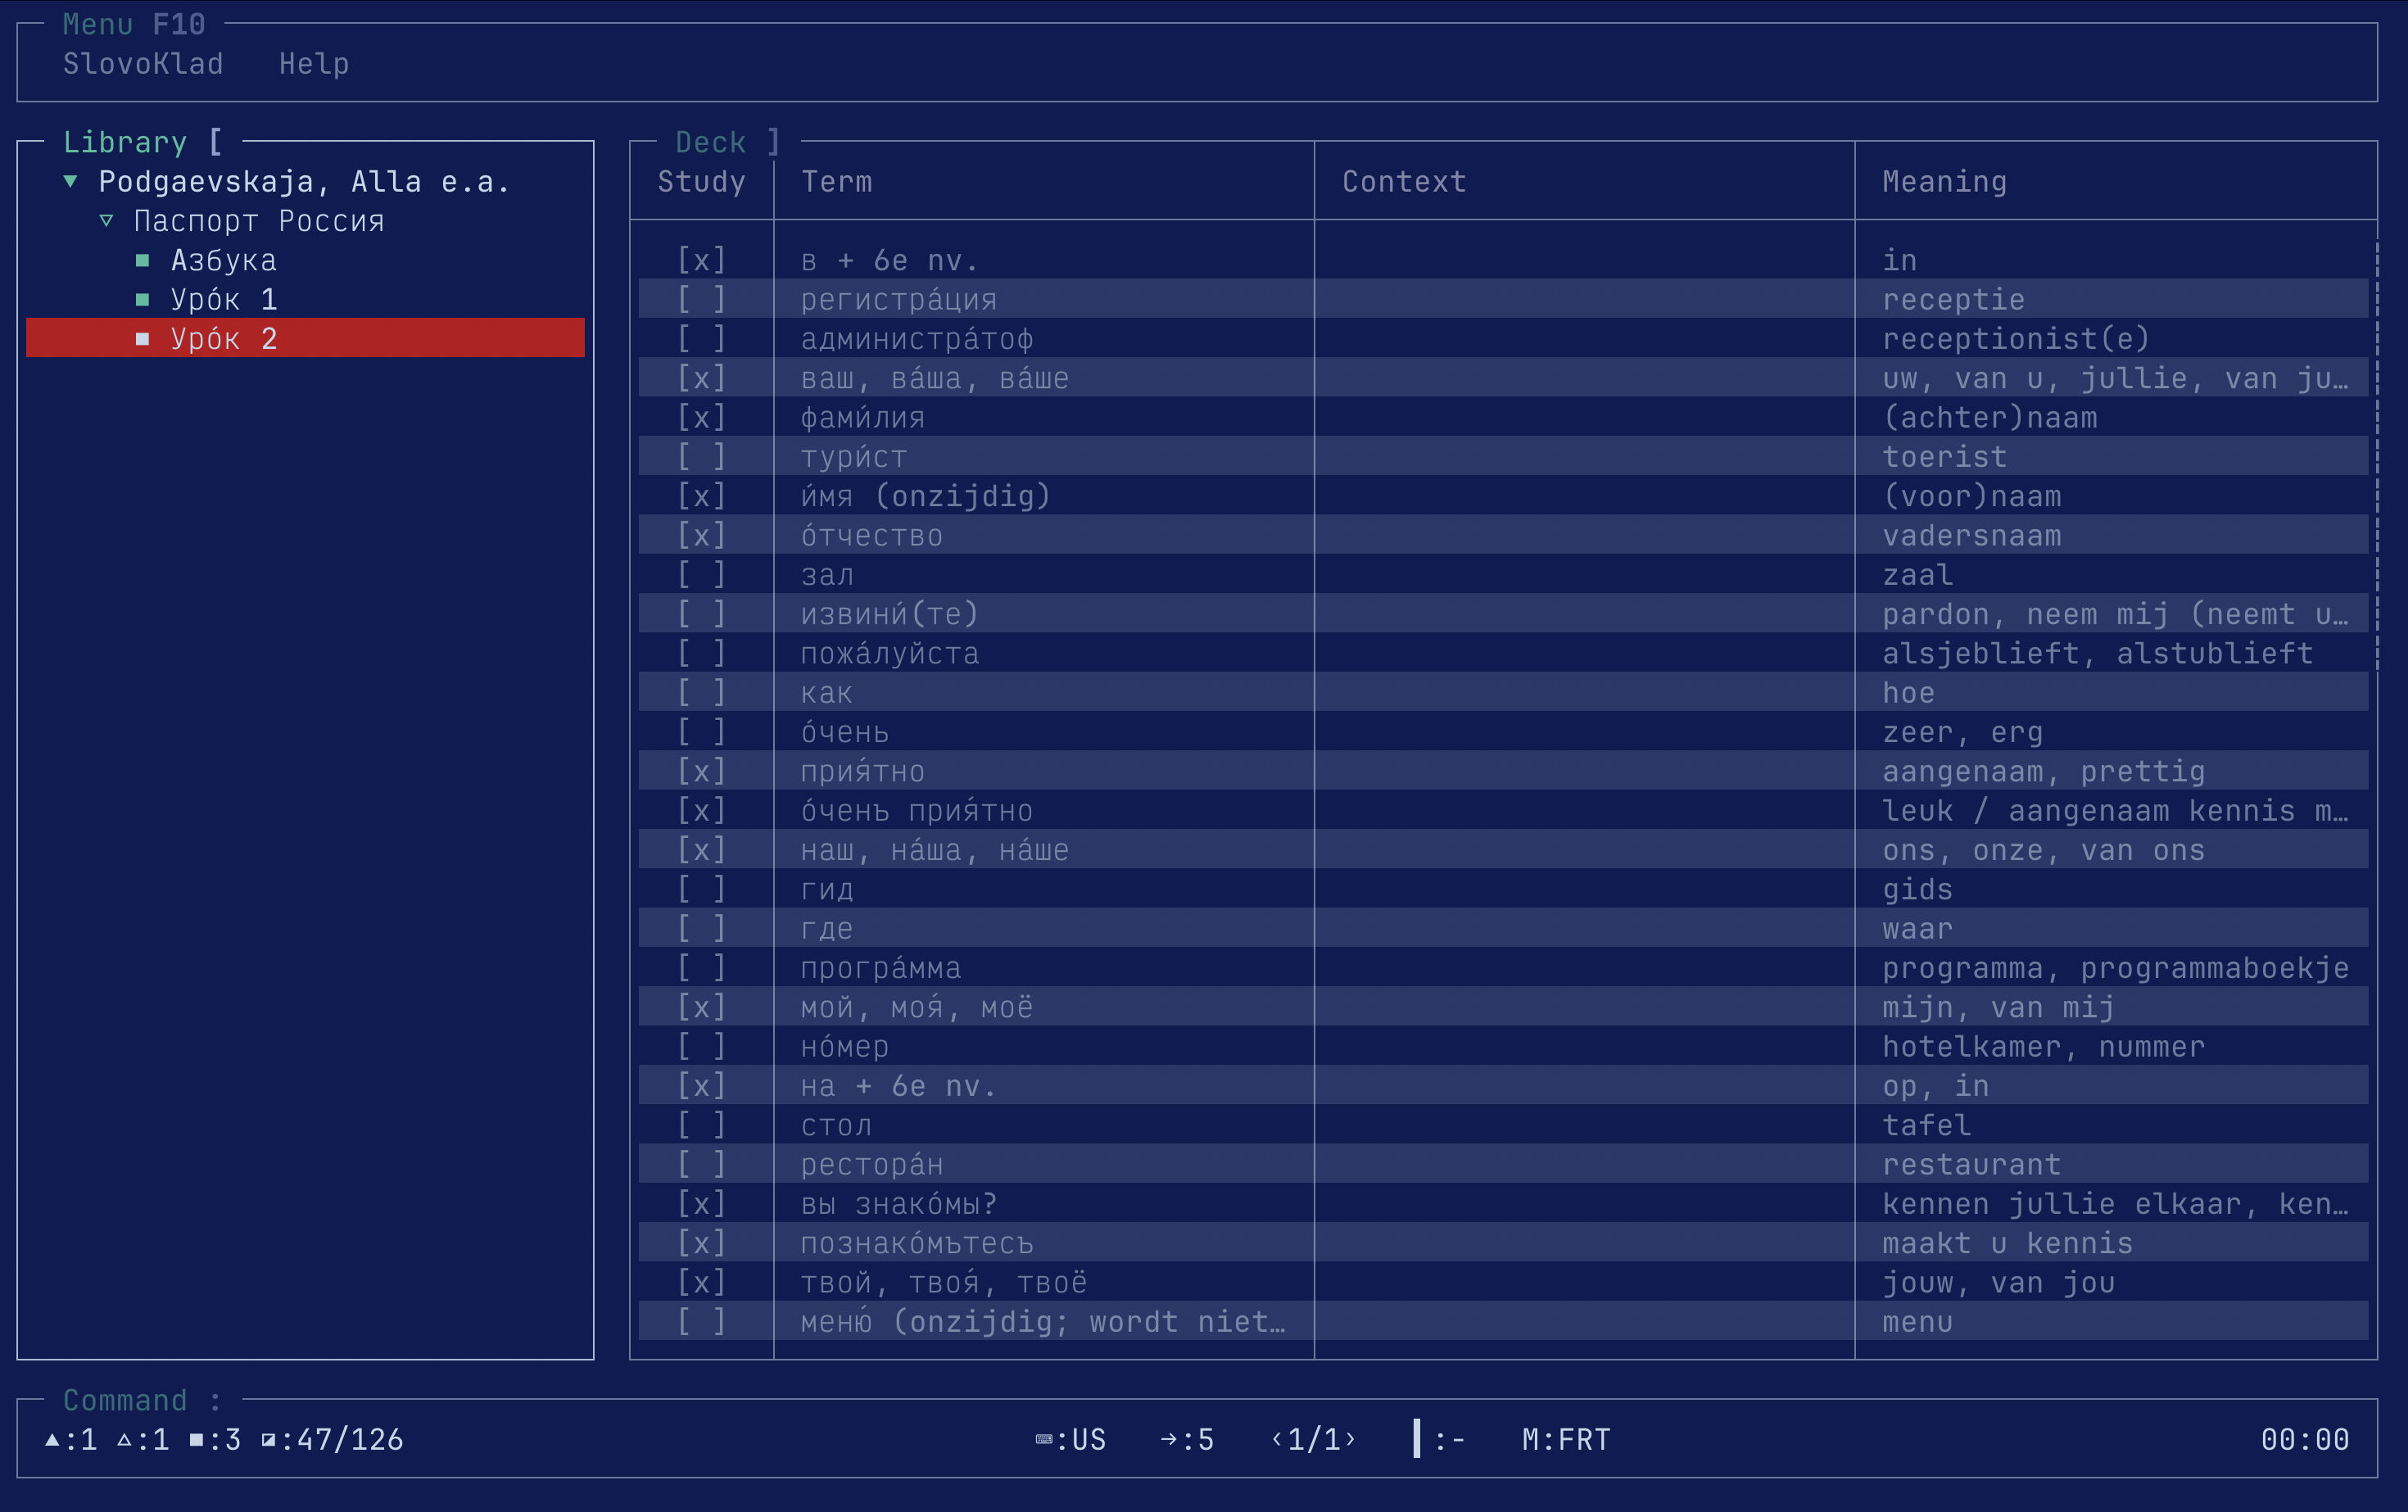 Menu F10
SlovoKlad Help
Library [
▼ Podgaevskaja, Alla e.a.
▽ Паспорт Россия
■ Азбука
■ Уро́к 1
■ Уро́к 2
Deck ]
Study Term Context Meaning
[x] в + 6e nv. in
[ ] регистра́ция receptie
[ ] администра́тоф receptionist(e)
[x] ваш, ва́ша, ва́ше uw, van u, jullie, van ju…
[x] фами́лия (achter)naam
[ ] тури́ст toerist
[x] и́мя (onzijdig) (voor)naam
[x] о́тчество vadersnaam
[ ] зал zaal
[ ] извини́(те) pardon, neem mij (neemt u…
[ ] пожа́луйста alsjeblieft, alstublieft
[ ] как hoe
[ ] о́чень zeer, erg
[x] прия́тно aangenaam, prettig
[x] о́ченъ прия́тно leuk / aangenaam kennis m…
[x] наш, на́ша, на́ше ons, onze, van ons
[ ] гид gids
[ ] где waar
[ ] програ́мма programma, programmaboekje
[x] мой, моя́, моё mijn, van mij
[ ] но́мер hotelkamer, nummer
[x] на + 6e nv. op, in
[ ] стол tafel
[ ] рестора́н restaurant
[x] вы знако́мы? kennen jullie elkaar, ken…
[x] познако́мътесъ maakt u kennis
[x] твой, твоя́, твоё jouw, van jou
[ ] меню́ (onzijdig; wordt niet… menu
Command :
▲:1 △:1 ■:3 ◪:47/126 ⌨:US →:5 ‹1/1› ┃:- M:FRT 00:00